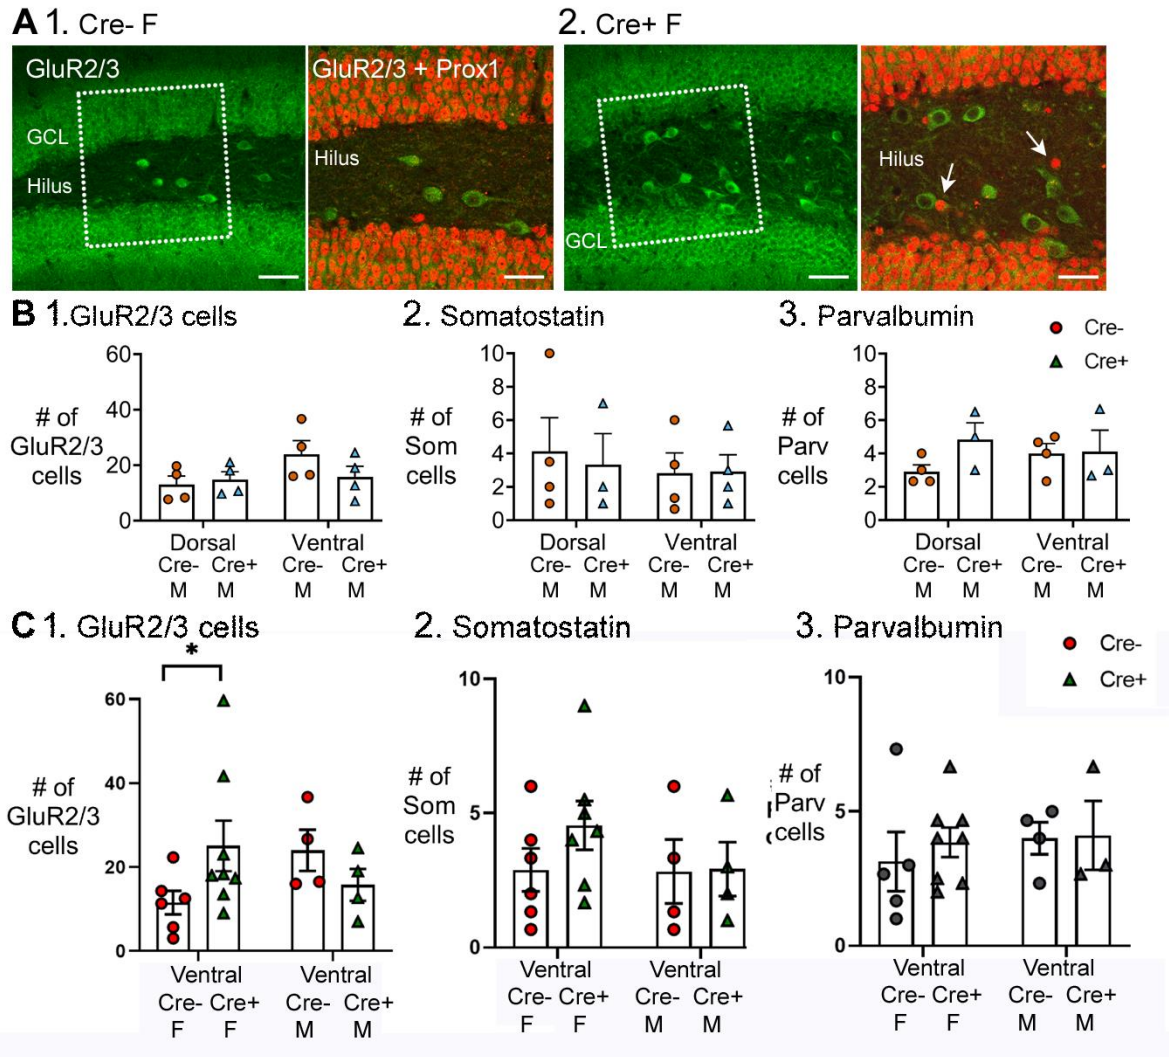 A 1. Cre- F
2. Cre+ F
GluR2/3
GluR2/3 + Prox1
GCL
Hilus
Hilus
GCL
Hilus
B 1.GluR2/3 cells
2. Somatostatin
3. Parvalbumin
Cre-
Cre+
# of
GluR2/3
cells
60
40
20
0
Dorsal
Ventral
Cre- Cre+ Cre- Cre+
M M M M
# of
Som
cells
10
8
6
4
2
0
Dorsal
Ventral
Cre- Cre+ Cre- Cre+
M M M M
# of
Parv
cells
10
8
6
4
2
0
Dorsal
Ventral
Cre- Cre+ Cre- Cre+
M M M M
C 1. GluR2/3 cells
2. Somatostatin
3. Parvalbumin
Cre-
Cre+
*
# of
GluR2/3
cells
60
40
20
0
Ventral
Ventral
Cre- Cre+ Cre- Cre+
F F M M
# of
Som
cells
10
5
0
Ventral
Ventral
Cre- Cre+ Cre- Cre+
F F M M
# of
Parv
cells
10
5
0
Ventral
Ventral
Cre- Cre+ Cre- Cre+
F F M M